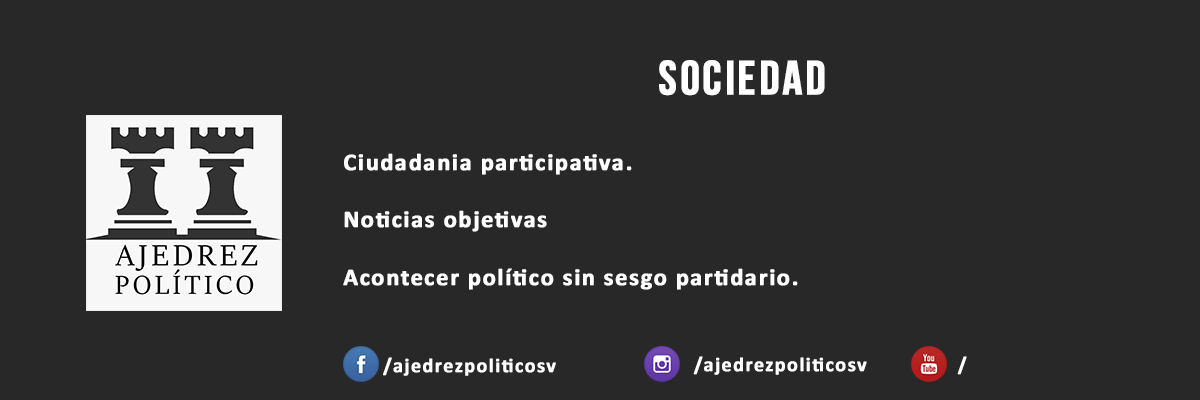 SOCIEDAD
AJEDREZ
POLÍTICO
Ciudadania participativa.
Noticias objetivas
Acontecer político sin sesgo partidario.
f /ajedrezpoliticosv
/ajedrezpoliticosv
You
Tube
/